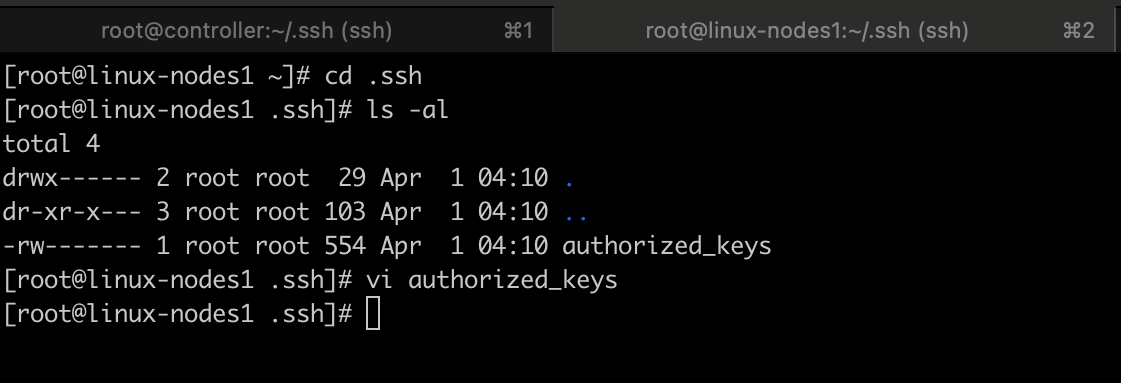 root@controller:~/.ssh (ssh) ⌘1 root@linux-nodes1:~/.ssh (ssh) ⌘2
[root@linux-nodes1 ~]# cd .ssh
[root@linux-nodes1 .ssh]# ls -al
total 4
drwx------ 2 root root  29 Apr  1 04:10 .
dr-xr-x--- 3 root root 103 Apr  1 04:10 ..
-rw------- 1 root root 554 Apr  1 04:10 authorized_keys
[root@linux-nodes1 .ssh]# vi authorized_keys
[root@linux-nodes1 .ssh]#